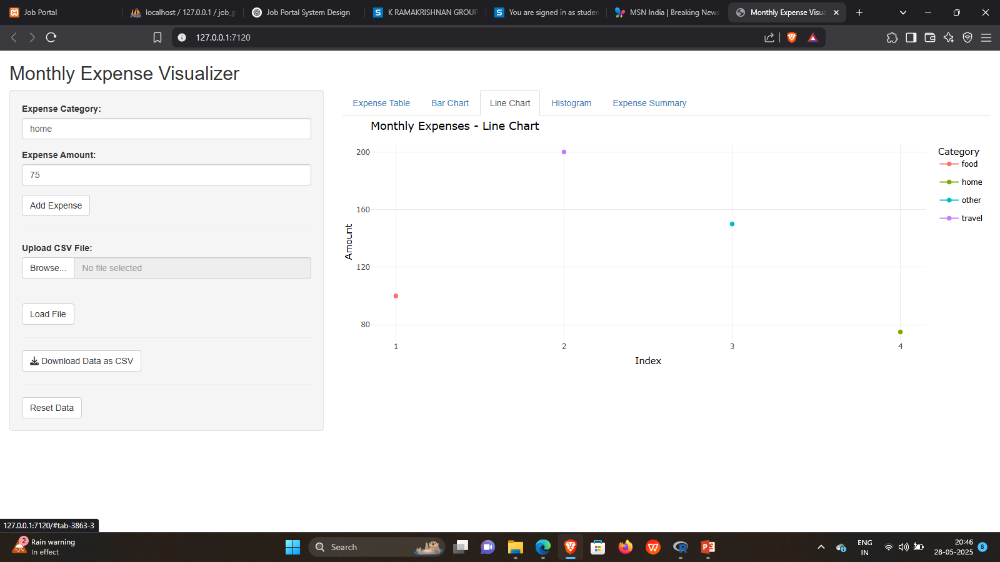 Job Portal
localhost / 127.0.0.1 / job_p
Job Portal System Design
K RAMAKRISHNAN GROUP
You are signed in as studen
MSN India | Breaking News
Monthly Expense Visua
127.0.0.1:7120
Monthly Expense Visualizer
Expense Category:
home
Expense Amount:
75
Add Expense
Upload CSV File:
Browse...
No file selected
Load File
Download Data as CSV
Reset Data
Expense Table
Bar Chart
Line Chart
Histogram
Expense Summary
Monthly Expenses - Line Chart
200
160
120
80
Amount
1
2
3
4
Index
Category
food
home
other
travel
127.0.0.1:7120/#tab-3863-3
2
Rain warning
In effect
Search
ENG
IN
20:46
28-05-2025
8